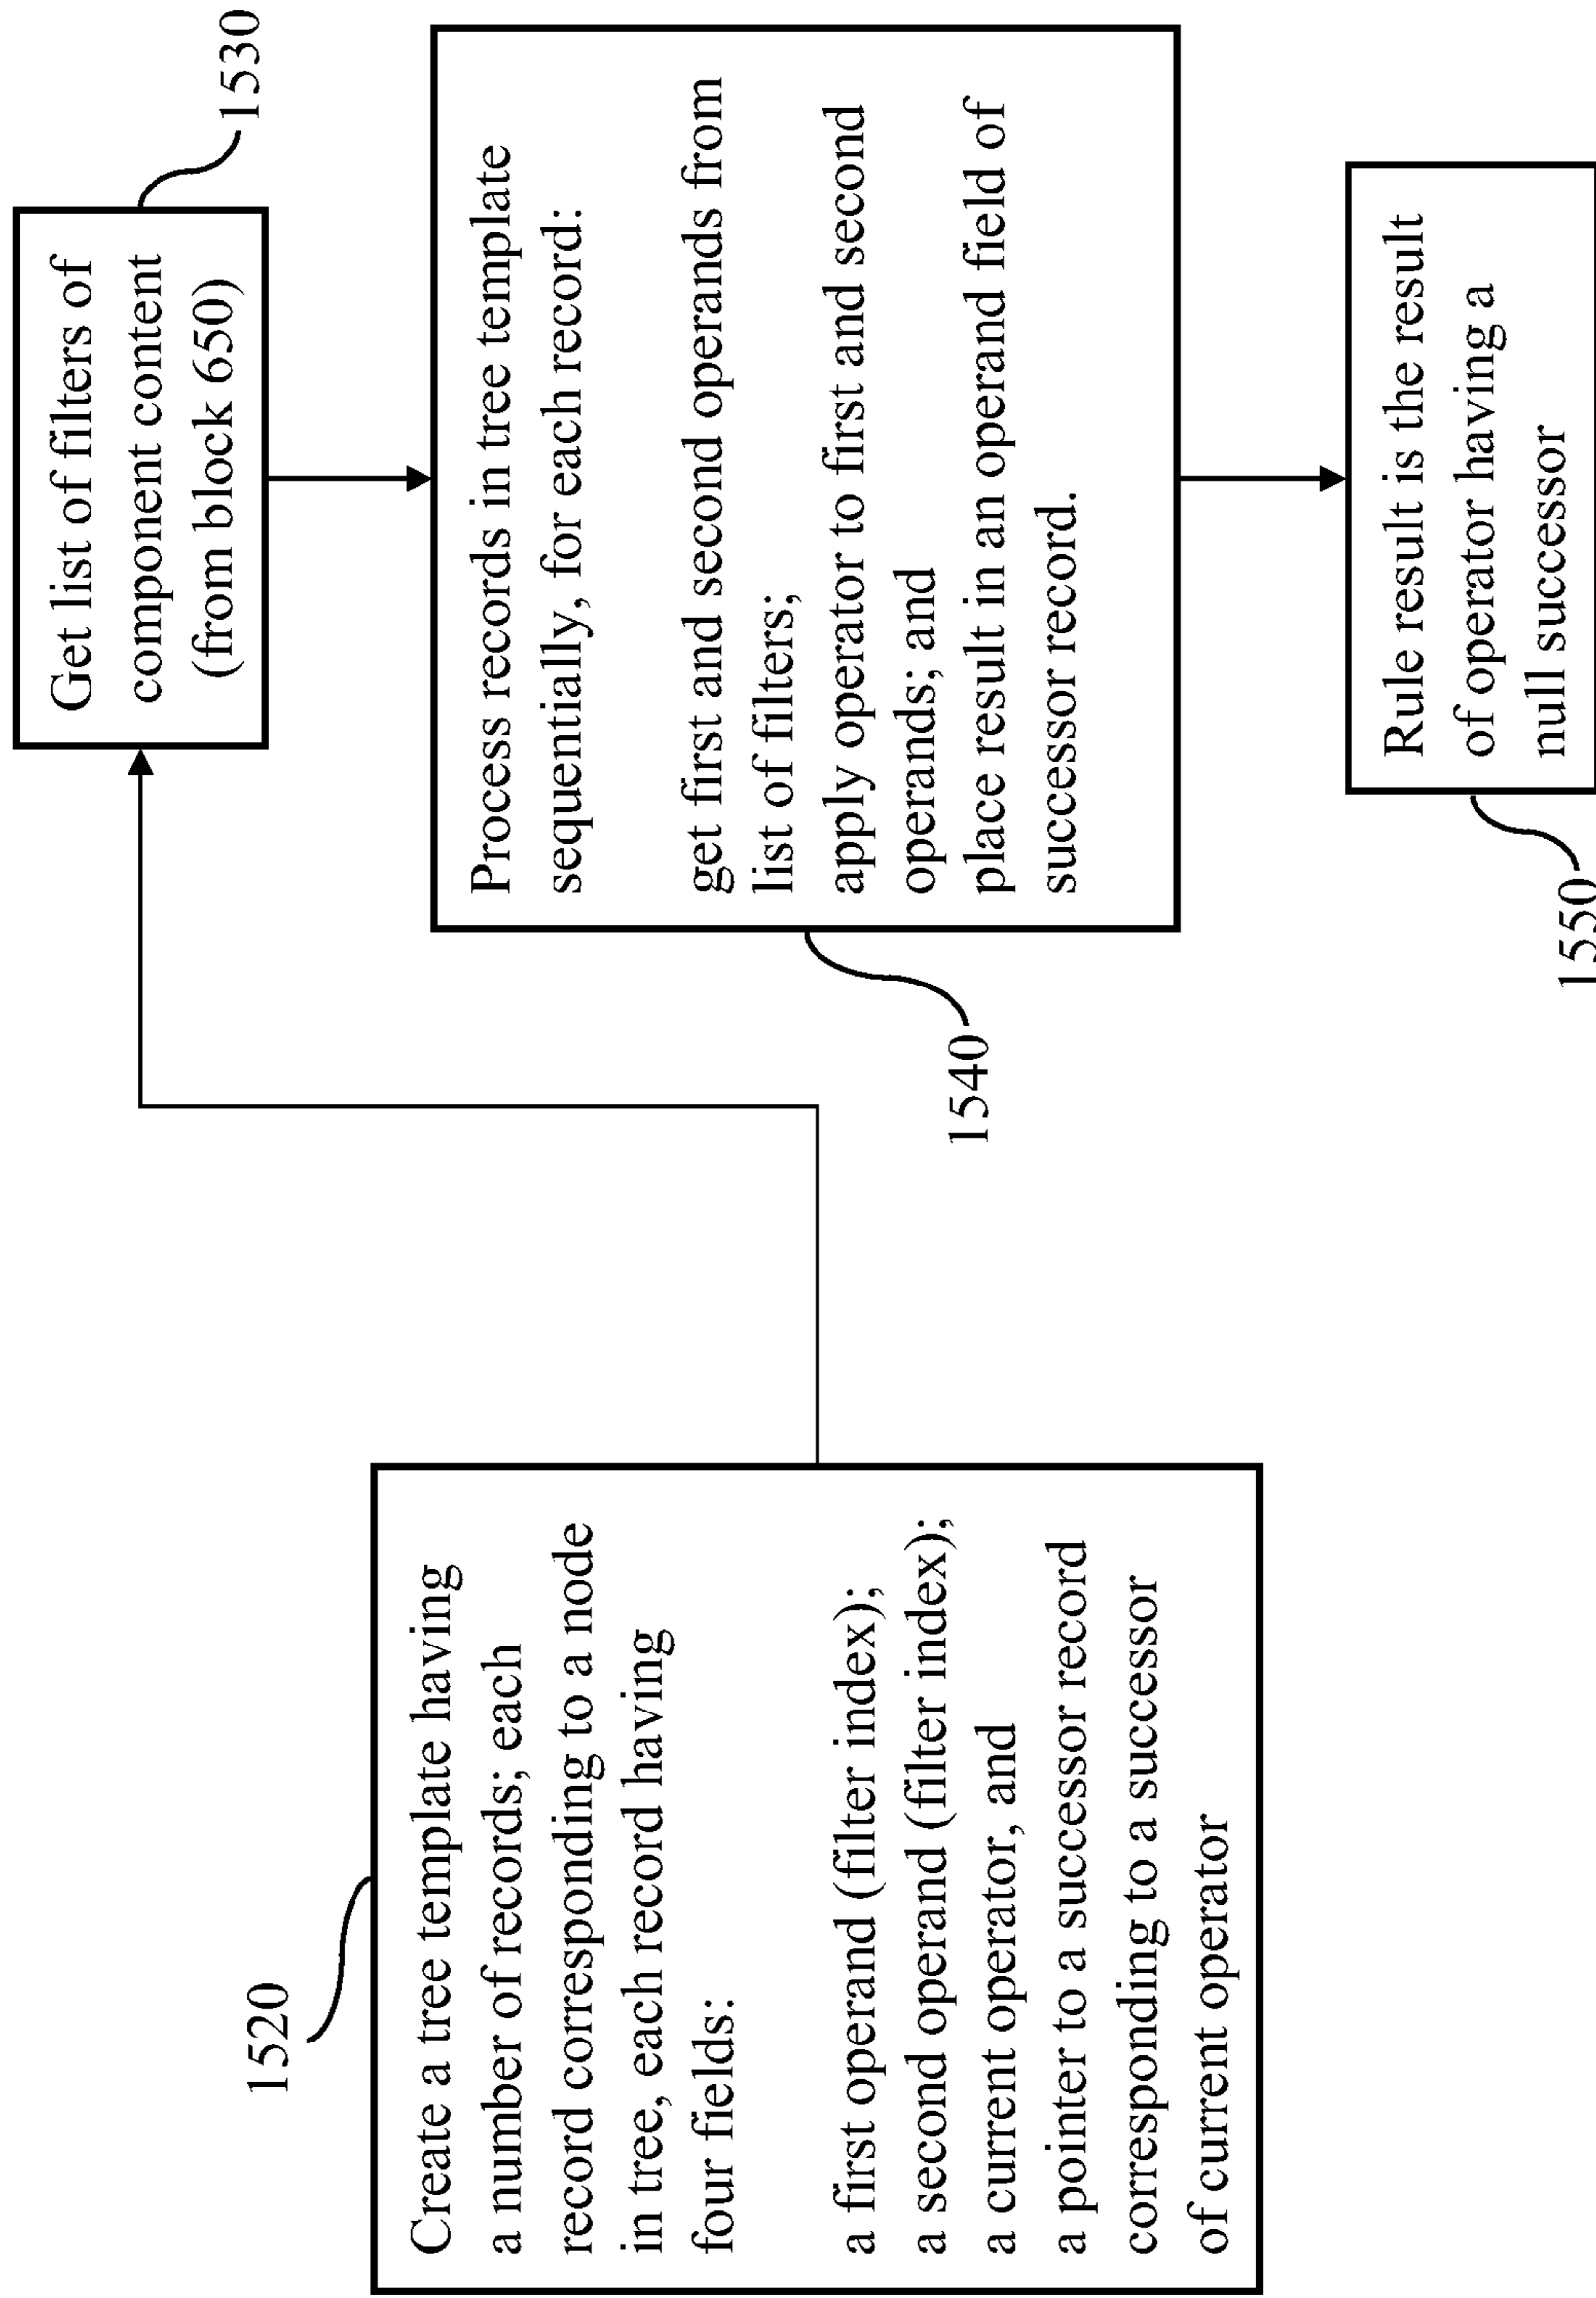 1520
Create a tree template having
a number of records; each
record corresponding to a node
in tree, each record having
four fields:
a first operand (filter index);
a second operand (filter index);
a current operator, and
a pointer to a successor record
corresponding to a successor
of current operator
Get list of filters of
component content
(from block 650)
1530
Process records in tree template
sequentially, for each record:
get first and second operands from
list of filters;
apply operator to first and second
operands; and
place result in an operand field of
successor record.
1540
Rule result is the result
of operator having a
null successor
1550